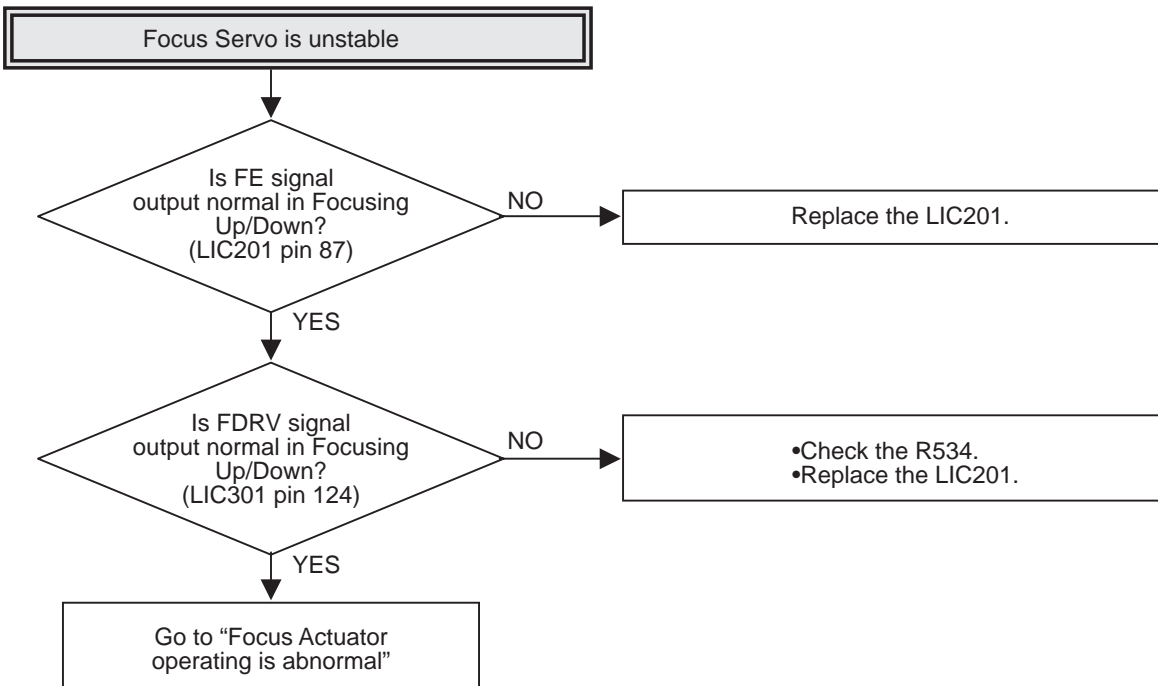 Focus Servo is unstable
Is FE signal
output normal in Focusing
Up/Down?
(LIC201 pin 87)
NO
Replace the LIC201.
YES
Is FDRV signal
output normal in Focusing
Up/Down?
(LIC301 pin 124)
NO
•Check the R534.
•Replace the LIC201.
YES
Go to “Focus Actuator
operating is abnormal”